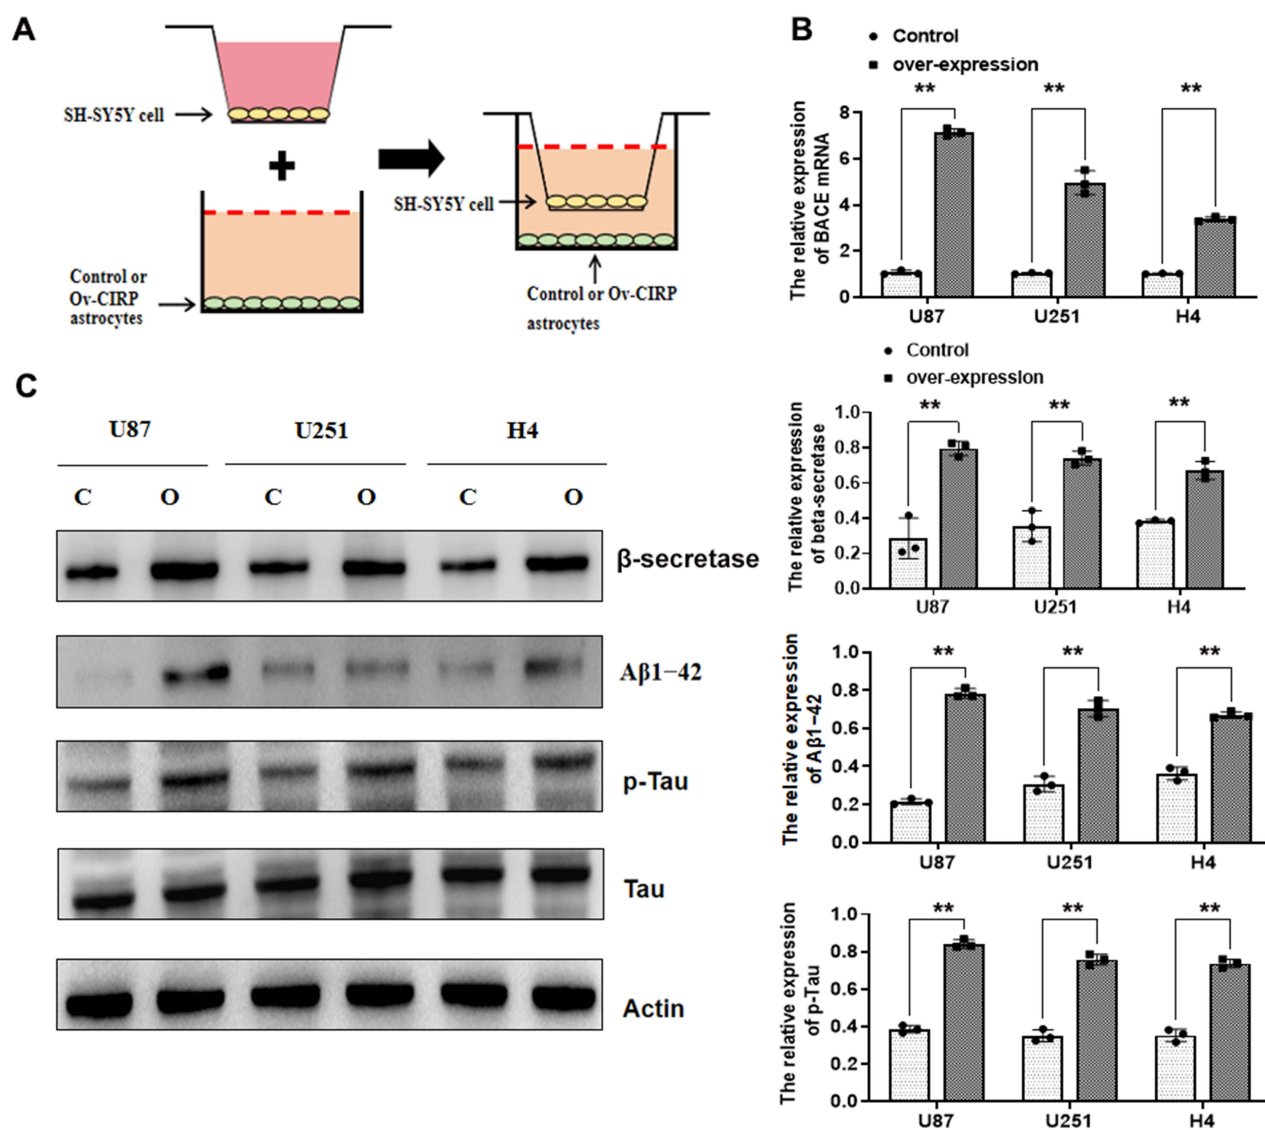 A
SH-SY5Y cell
+
Control or
Ov-CIRP
astrocytes
SH-SY5Y cell
Control or Ov-CIRP
astrocytes
B
Control
over-expression
The relative expression
of BACE mRNA
8
6
4
2
0
**
**
**
U87
U251
H4
Control
over-expression
The relative expression
of beta-secretase
1.0
0.8
0.6
0.4
0.2
0.0
**
**
**
U87
U251
H4
The relative expression
of Aβ1−42
1.0
0.8
0.6
0.4
0.2
0.0
**
**
**
U87
U251
H4
The relative expression
of p-Tau
1.0
0.8
0.6
0.4
0.2
0.0
**
**
**
U87
U251
H4
C
U87 U251 H4
C O C O C O
β-secretase
Aβ1−42
p-Tau
Tau
Actin